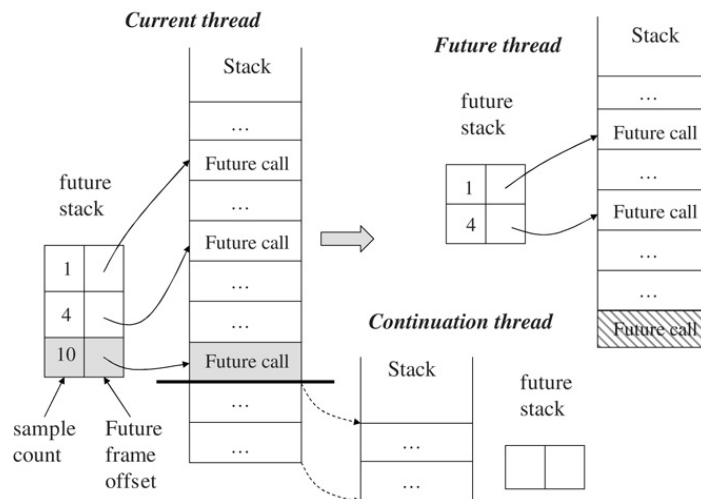 Current thread
Stack
...
Future call
...
Future call
...
...
Future call
...
...
future
stack
1
4
10
sample
count
Future
frame
offset
Future thread
future
stack
1
4
Stack
...
Future call
...
Future call
...
...
Future call
Continuation thread
Stack
...
...
future
stack